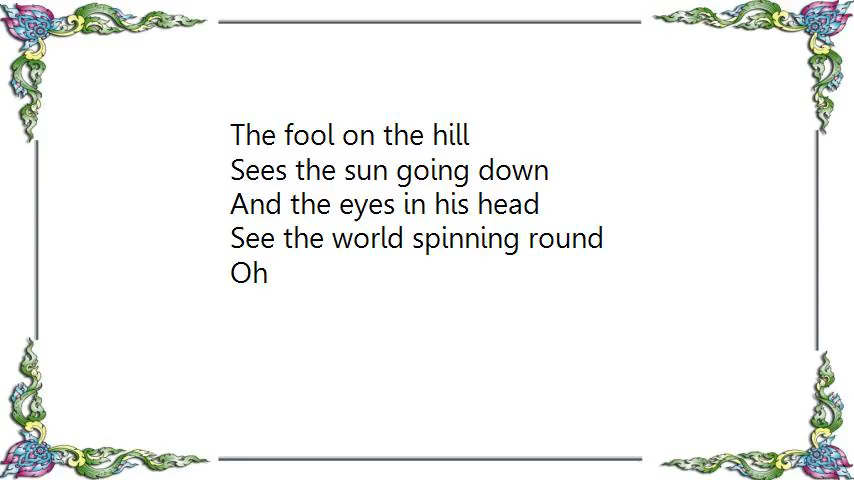 The fool on the hill
Sees the sun going down
And the eyes in his head
See the world spinning round
Oh